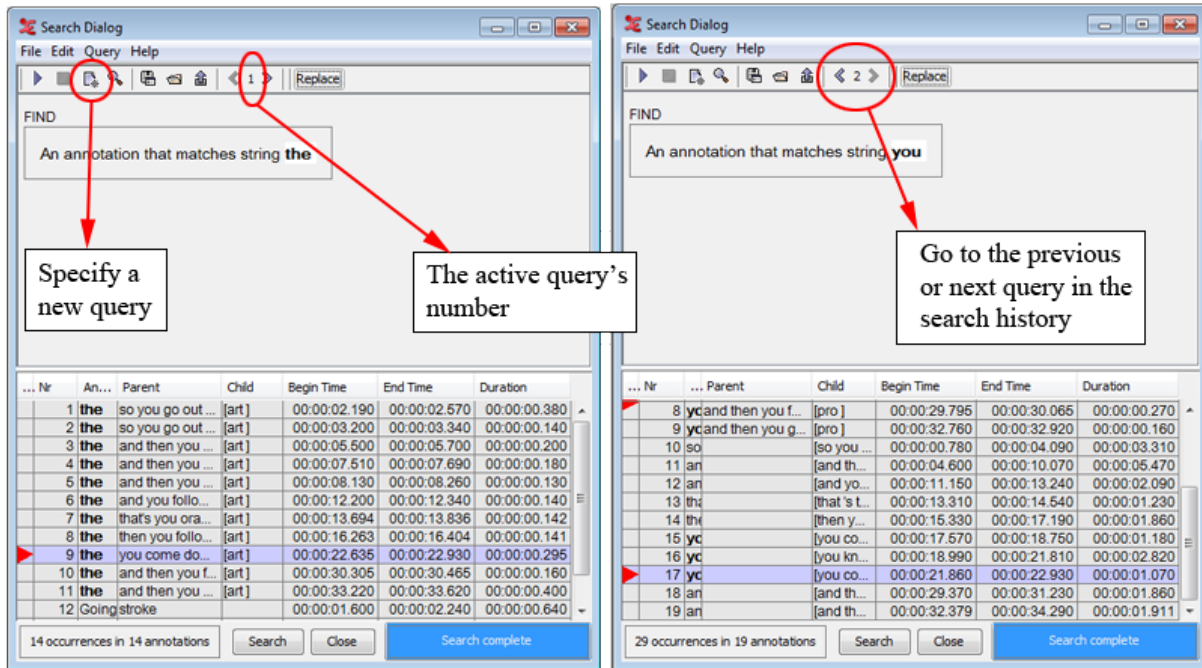 Search Dialog
File Edit Query Help
1
Replace
FIND
An annotation that matches string the
Specify a
new query
The active query's
number
... Nr An... Parent Child Begin Time End Time Duration
1 the so you go out ... [art ] 00:00:02.190 00:00:02.570 00:00:00.380
2 the so you go out ... [art ] 00:00:03.200 00:00:03.340 00:00:00.140
3 the and then you ... [art ] 00:00:05.500 00:00:05.700 00:00:00.200
4 the and then you ... [art ] 00:00:07.510 00:00:07.690 00:00:00.180
5 the and then you ... [art ] 00:00:08.130 00:00:08.260 00:00:00.130
6 the and you follo... [art ] 00:00:12.200 00:00:12.340 00:00:00.140
7 the that's you ora... [art ] 00:00:13.694 00:00:13.836 00:00:00.142
8 the then you follo... [art ] 00:00:16.263 00:00:16.404 00:00:00.141
9 the you come do... [art ] 00:00:22.635 00:00:22.930 00:00:00.295
10 the and then you f... [art ] 00:00:30.305 00:00:30.465 00:00:00.160
11 the and then you ... [art ] 00:00:33.220 00:00:33.620 00:00:00.400
12 Going stroke 00:00:01.600 00:00:02.240 00:00:00.640
14 occurrences in 14 annotations Search Close Search complete
Search Dialog
File Edit Query Help
2
Replace
FIND
An annotation that matches string you
Go to the previous
or next query in the
search history
... Nr ... Parent Child Begin Time End Time Duration
8 yo and then you f... [pro ] 00:00:29.795 00:00:30.065 00:00:00.270
9 yo and then you g... [pro ] 00:00:32.760 00:00:32.920 00:00:00.160
10 so [so you ... 00:00:00.780 00:00:04.090 00:00:03.310
11 an [and th... 00:00:04.600 00:00:10.070 00:00:05.470
12 an [and yo... 00:00:11.150 00:00:13.240 00:00:02.090
13 tha [that 's t... 00:00:13.310 00:00:14.540 00:00:01.230
14 the [then y... 00:00:15.330 00:00:17.190 00:00:01.860
15 yo [you co... 00:00:17.570 00:00:18.750 00:00:01.180
16 yo [you kn... 00:00:18.990 00:00:21.810 00:00:02.820
17 yo [you co... 00:00:21.860 00:00:22.930 00:00:01.070
18 an [and th... 00:00:29.370 00:00:31.230 00:00:01.860
19 an [and th... 00:00:32.379 00:00:34.290 00:00:01.911
29 occurrences in 19 annotations Search Close Search complete